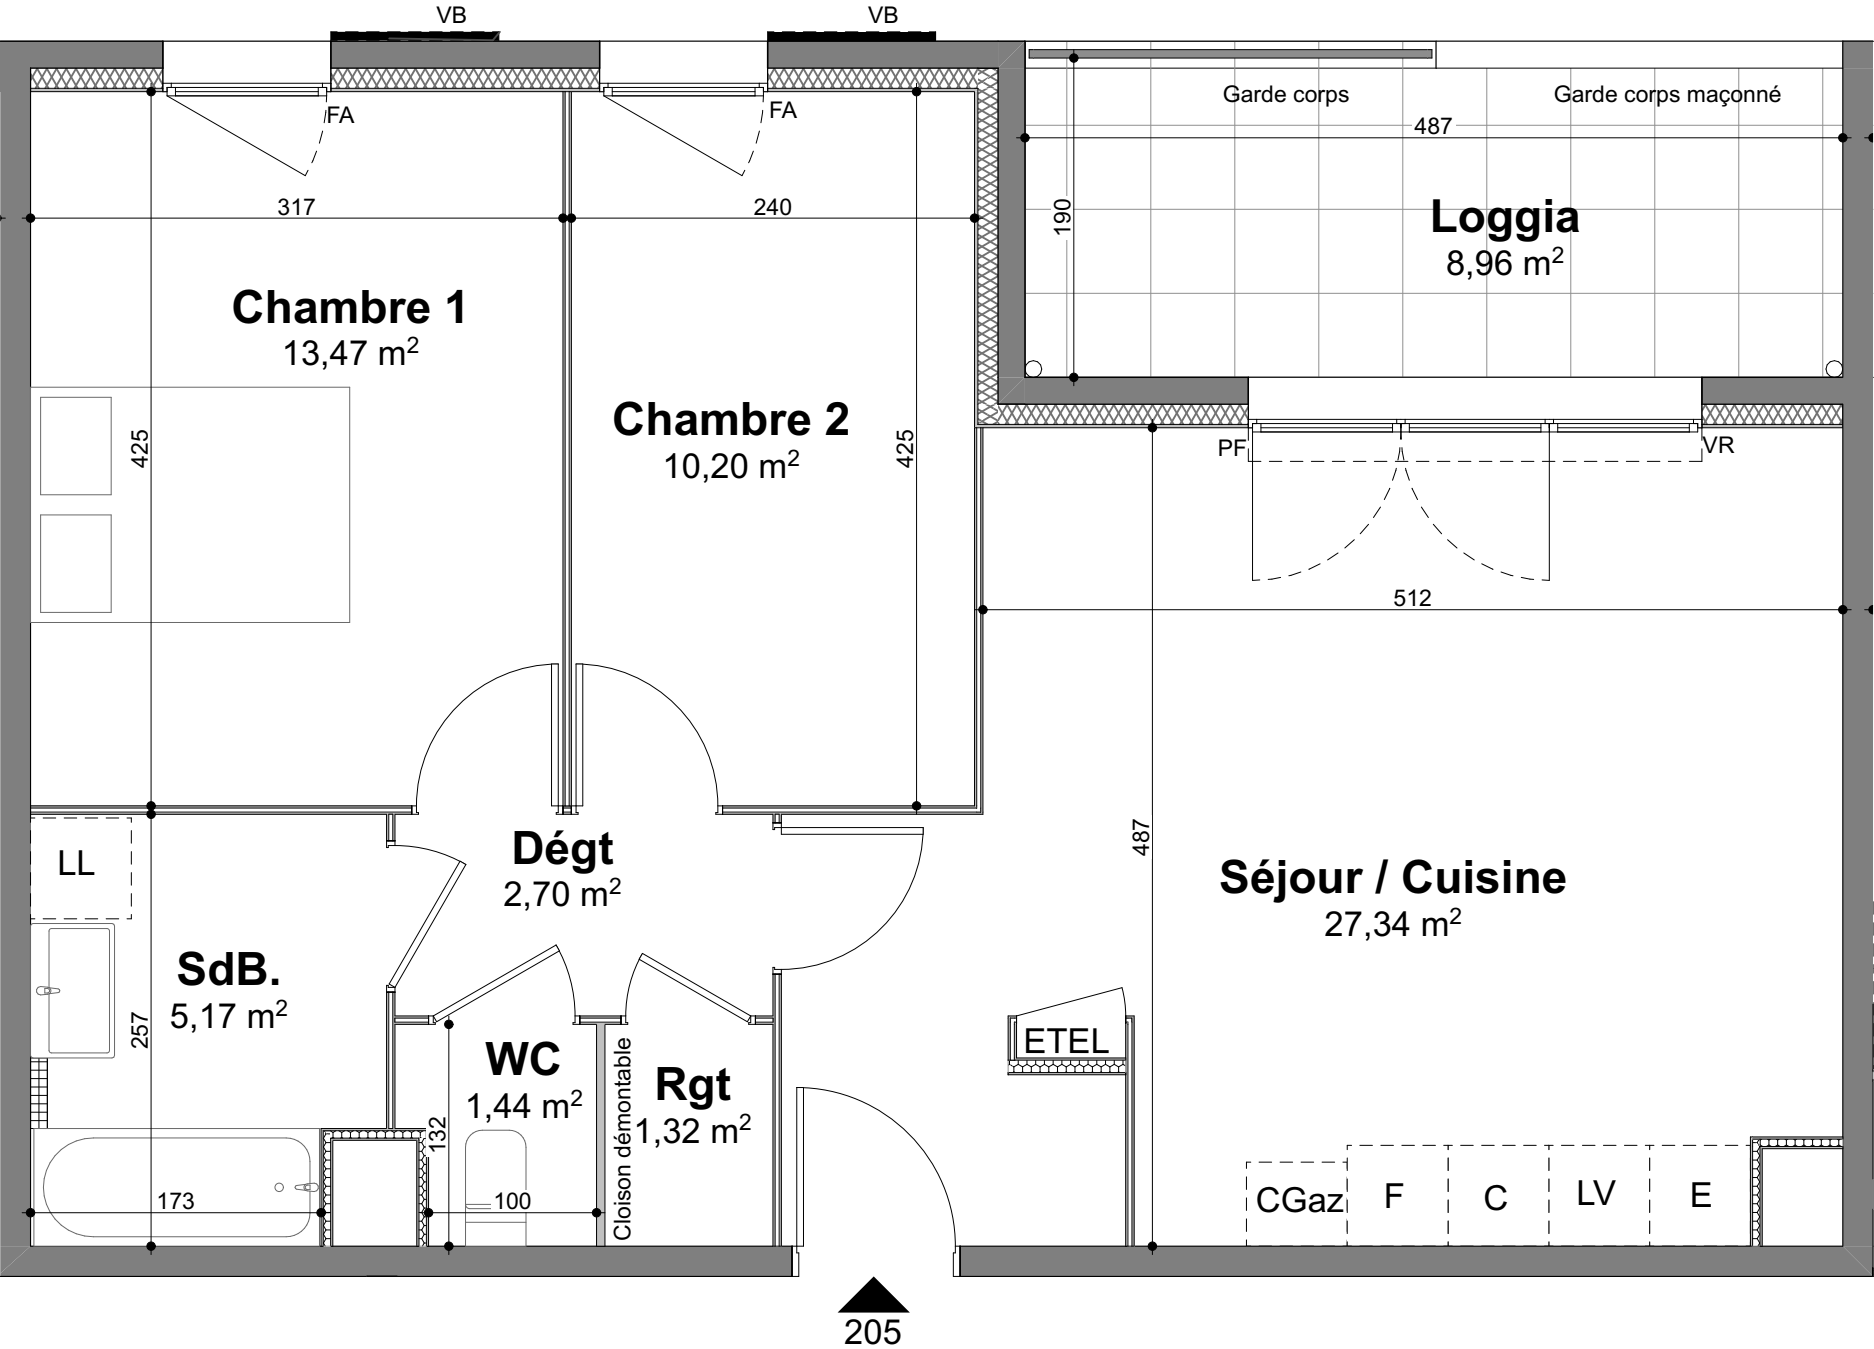 VB
VB
FA
FA
Garde corps
Garde corps maçonné
487
317
240
190
Loggia
8,96 m²
Chambre 1
13,47 m²
Chambre 2
10,20 m²
425
425
PF
VR
512
487
Dégt
2,70 m²
LL
Séjour / Cuisine
27,34 m²
SdB.
5,17 m²
257
WC
1,44 m²
132
Cloison démontable
Rgt
1,32 m²
ETEL
173
100
CGaz
F
C
LV
E
205